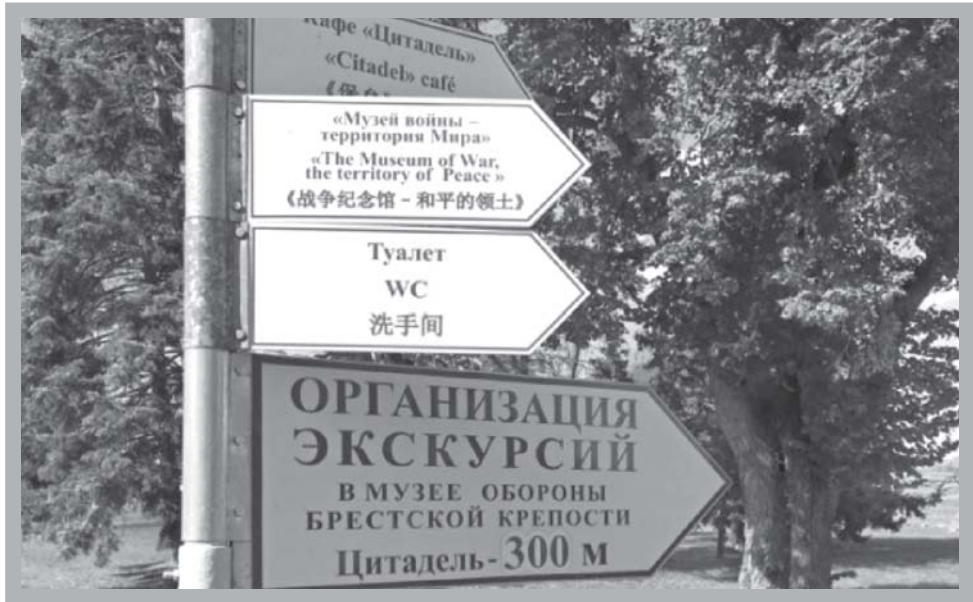 Кафе «Цитадель»
«Citadel» café
«Музей войны –
территория Мира»
«The Museum of War,
the territory of Peace»
《战争纪念馆 - 和平的领土》
Туалет
WC
洗手间
ОРГАНИЗАЦИЯ
ЭКСКУРСИЙ
В МУЗЕЕ ОБОРОНЫ
БРЕСТСКОЙ КРЕПОСТИ
Цитадель - 300 м